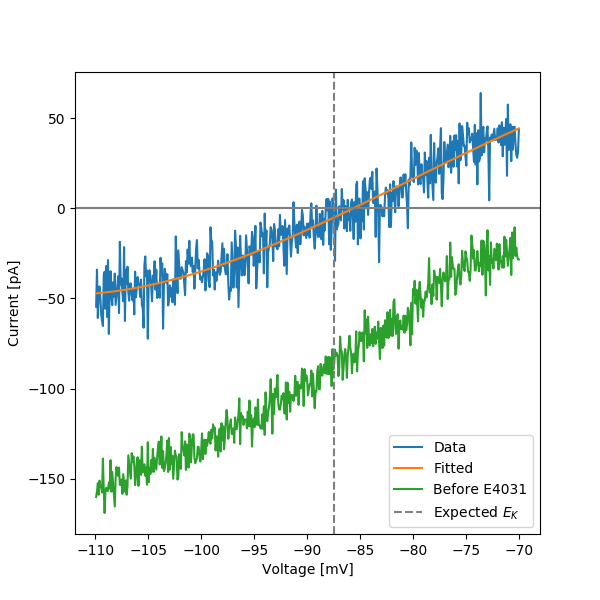 50
0
−50
−100
−150
Current [pA]
Data
Fitted
Before E4031
Expected E_K
−110 −105 −100 −95 −90 −85 −80 −75 −70
Voltage [mV]